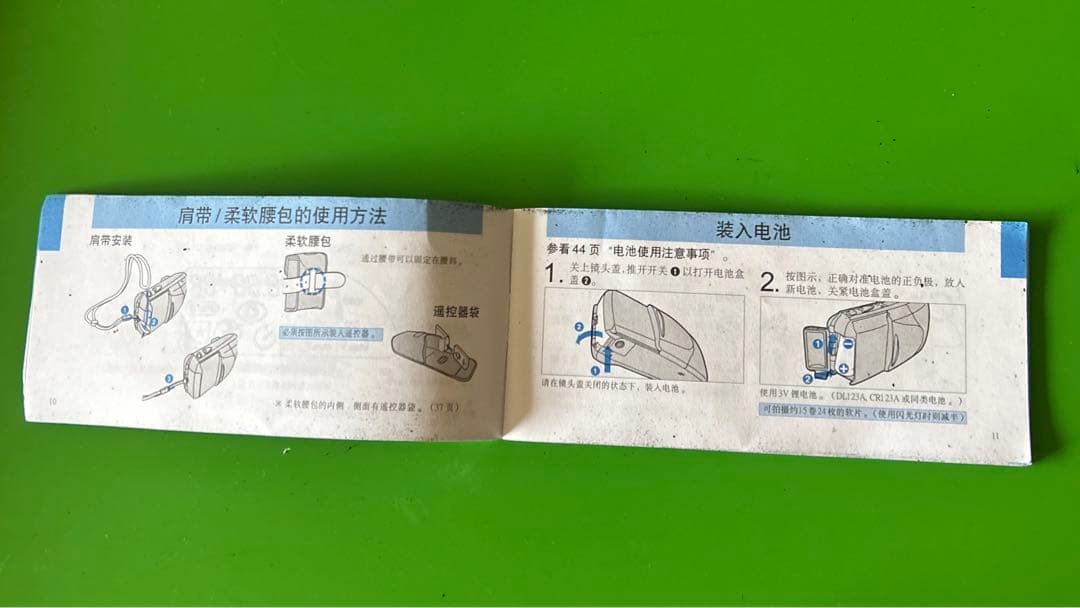 肩带/柔软腰包的使用方法
肩带安装
柔软腰包
通过腰带可以固定在腰部。
必须按图所示装入遥控器。
遥控器袋
1
2
3
※ 柔软腰包的内侧、侧面有遥控器袋。(37页)
10
装入电池
参看44页 "电池使用注意事项"。
1. 关上镜头盖,推开开关❶以打开电池盒
盖❷。
2
1
请在镜头盖关闭的状态下,装入电池。
2. 按图示,正确对准电池的正负极,放入
新电池、关紧电池盒盖。
1
2
使用3V锂电池。(DL123A, CR123A或同类电池。)
可拍摄约15卷24枚的软片。(使用闪光灯时则减半)
11